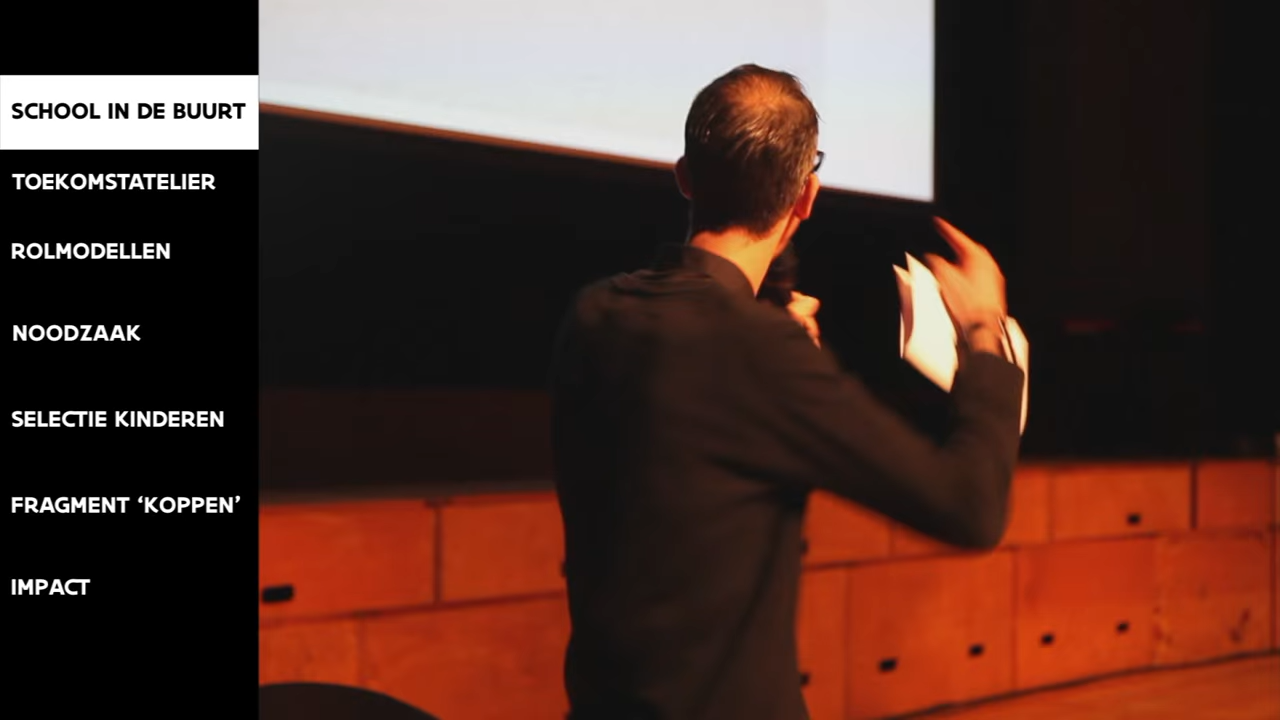 SCHOOL IN DE BUURT
TOEKOMSTATELIER
ROLMODELLEN
NOODZAAK
SELECTIE KINDEREN
FRAGMENT ‘KOPPEN’
IMPACT